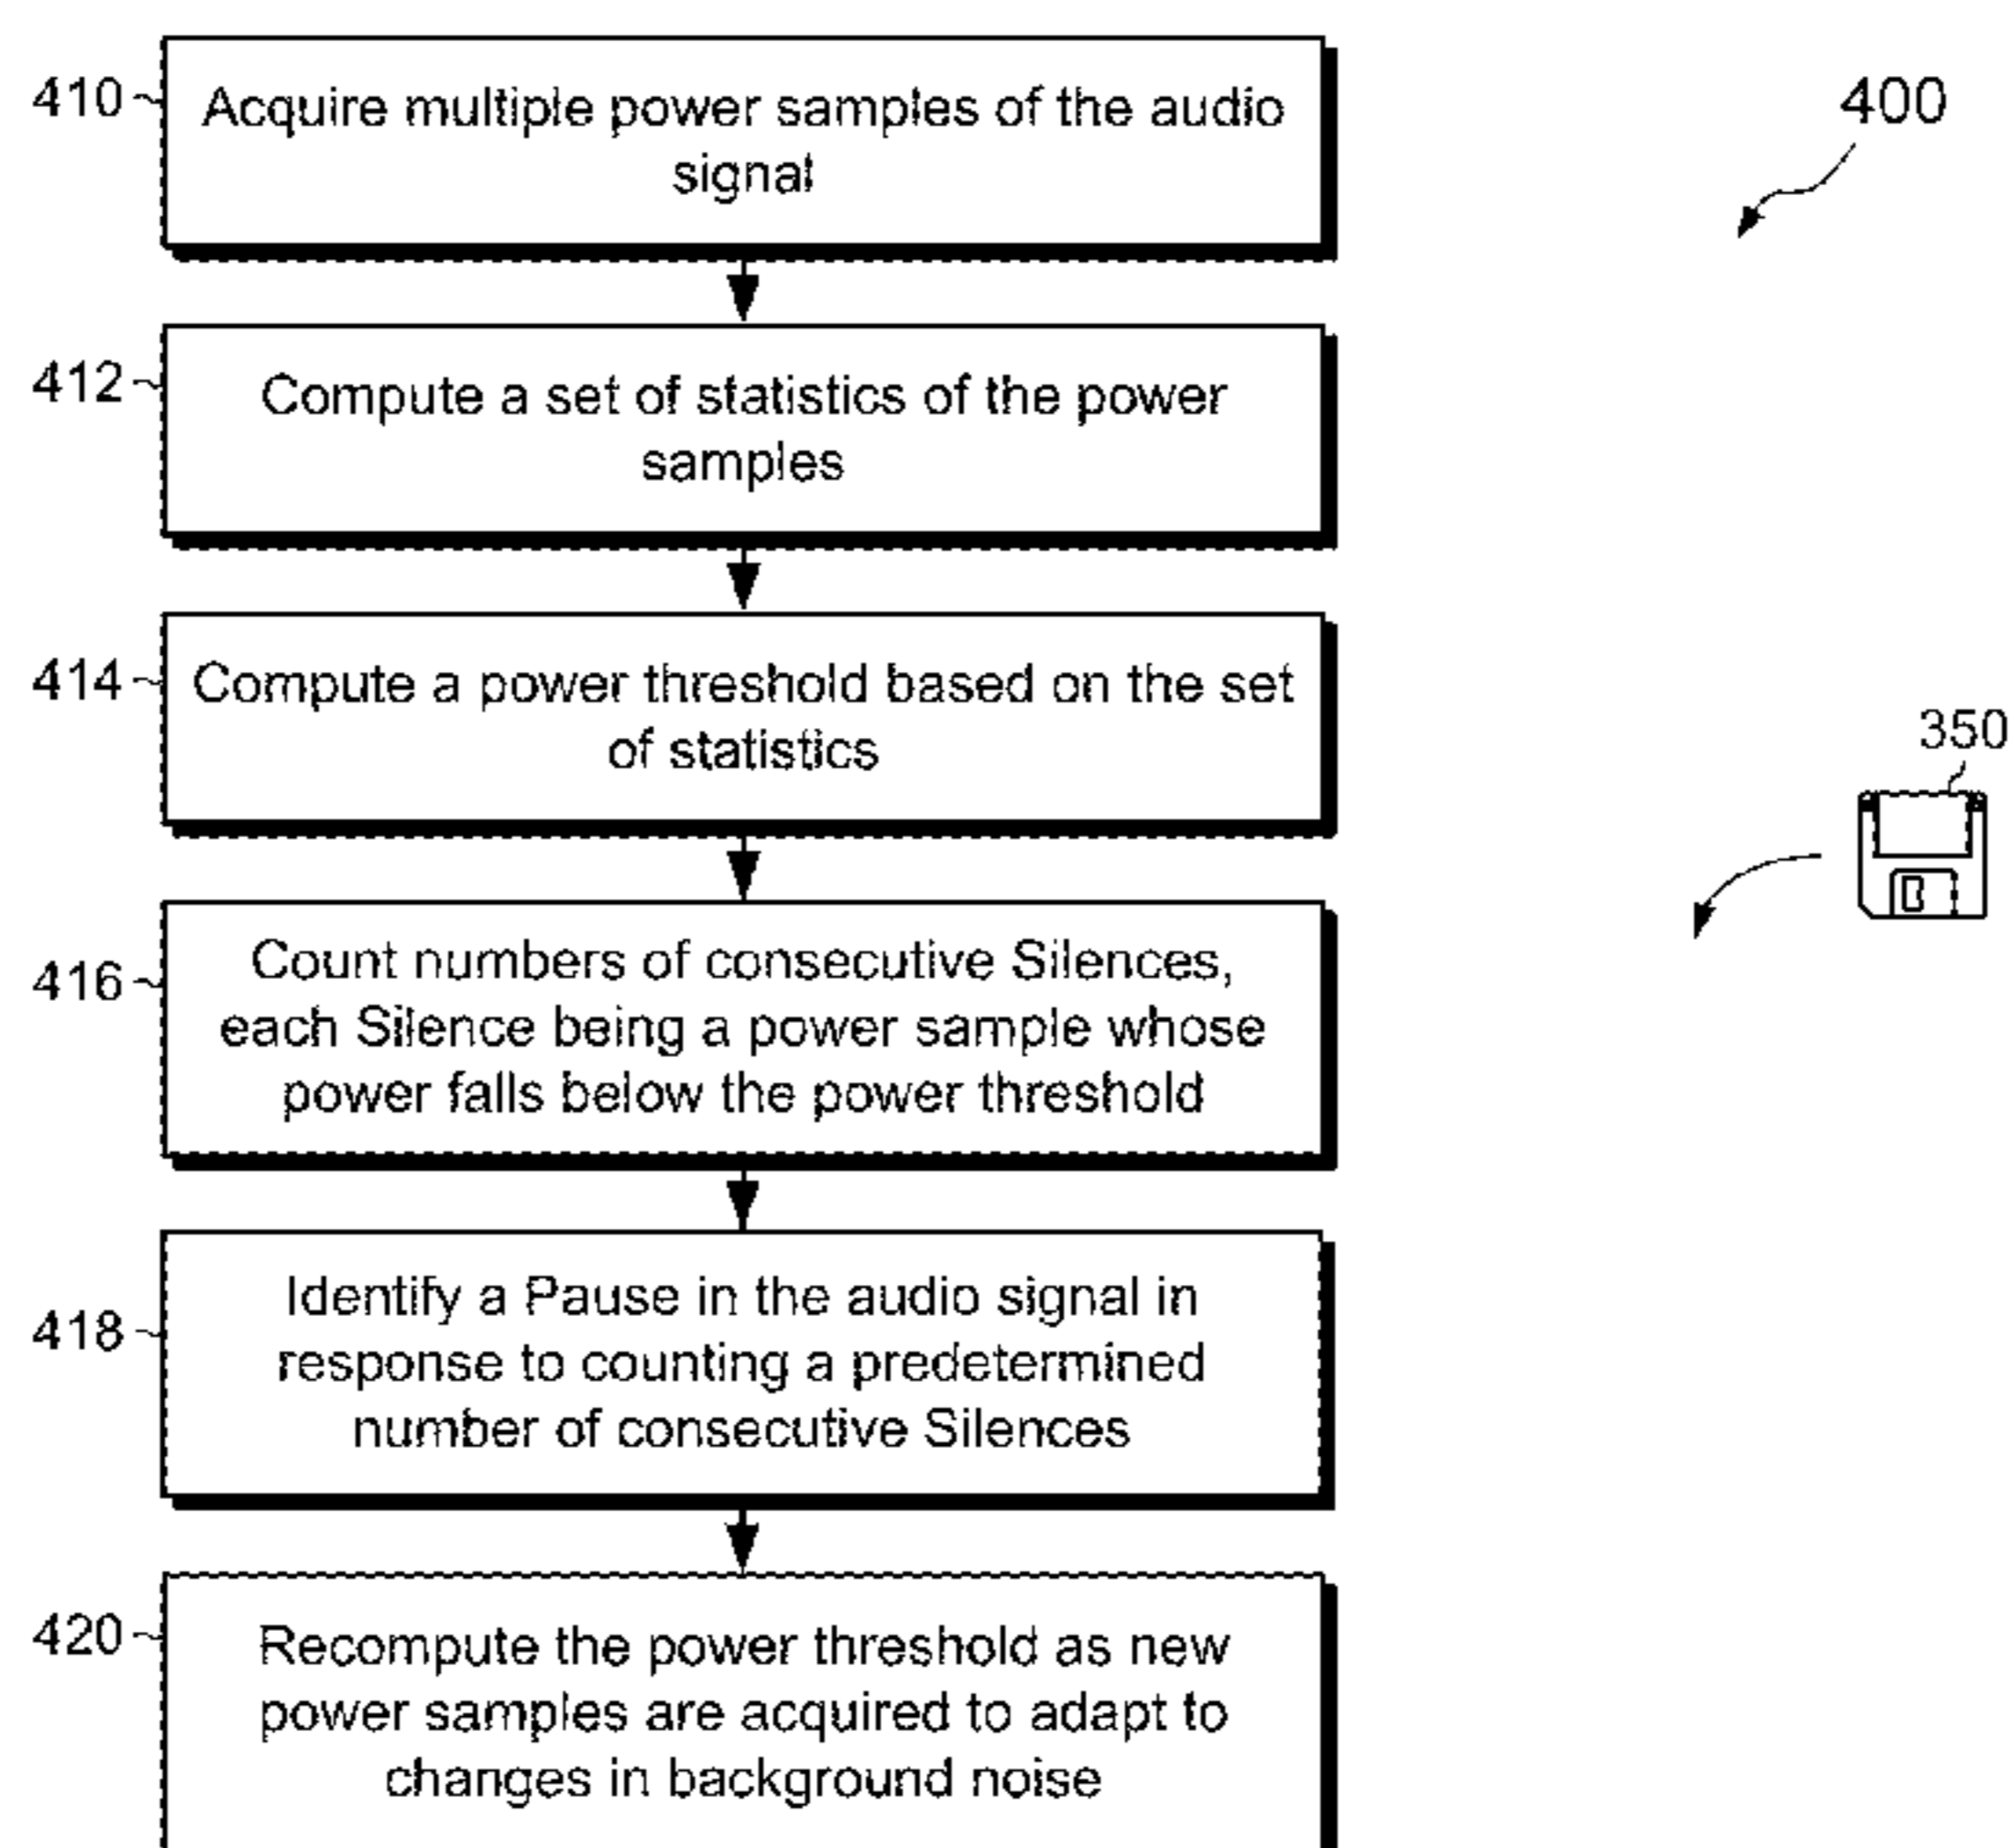 410
Acquire multiple power samples of the audio
signal
400
412
Compute a set of statistics of the power
samples
414
Compute a power threshold based on the set
of statistics
350
416
Count numbers of consecutive Silences,
each Silence being a power sample whose
power falls below the power threshold
418
Identify a Pause in the audio signal in
response to counting a predetermined
number of consecutive Silences
420
Recompute the power threshold as new
power samples are acquired to adapt to
changes in background noise